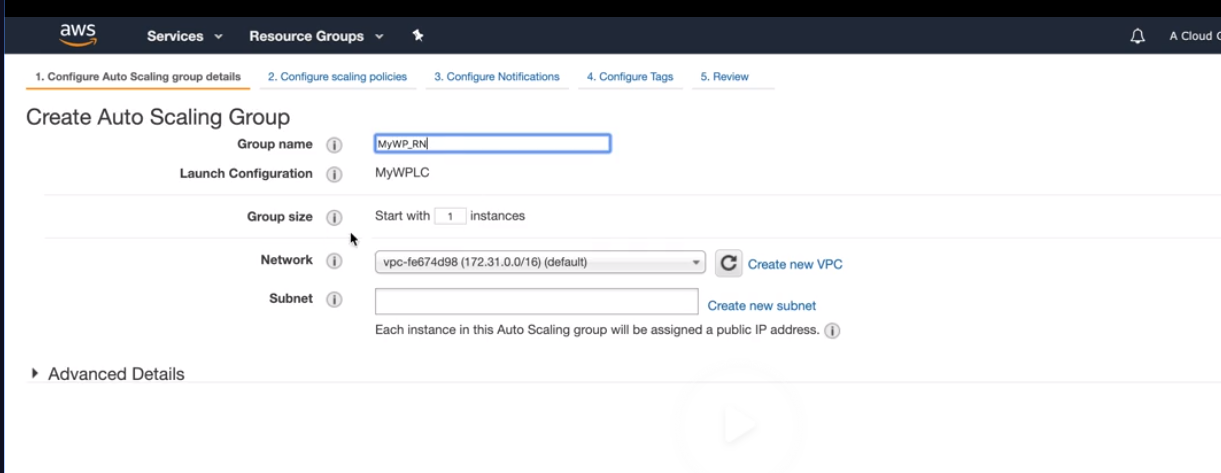 aws Services Resource Groups A Cloud
1. Configure Auto Scaling group details 2. Configure scaling policies 3. Configure Notifications 4. Configure Tags 5. Review
Create Auto Scaling Group
Group name i MyWP_RN
Launch Configuration i MyWPLC
Group size i Start with 1 instances
Network i vpc-fe674d98 (172.31.0.0/16) (default) Create new VPC
Subnet i Create new subnet
Each instance in this Auto Scaling group will be assigned a public IP address. i
Advanced Details